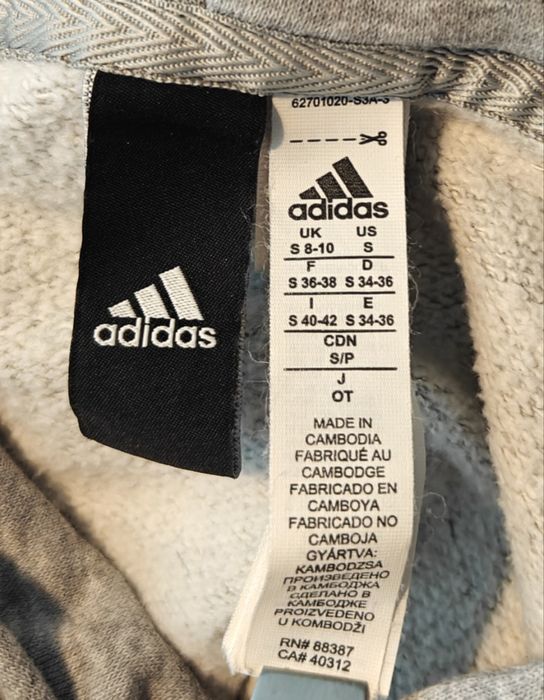 adidas
62701020-S3A-3
adidas
UK US
S 8-10 S
F D
S 36-38 S 34-36
I E
S 40-42 S 34-36
CDN
S/P
J
OT
MADE IN
CAMBODIA
FABRIQUÉ AU
CAMBODGE
FABRICADO EN
CAMBOYA
FABRICADO NO
CAMBOJA
GYÁRTVA:
KAMBODZSA
ПРОИЗВЕДЕНО
В КАМБОДЖА
СДЕЛАНО В
КАМБОДЖЕ
PROIZVEDENO
U KOMBODŽI
RN# 88387
CA# 40312